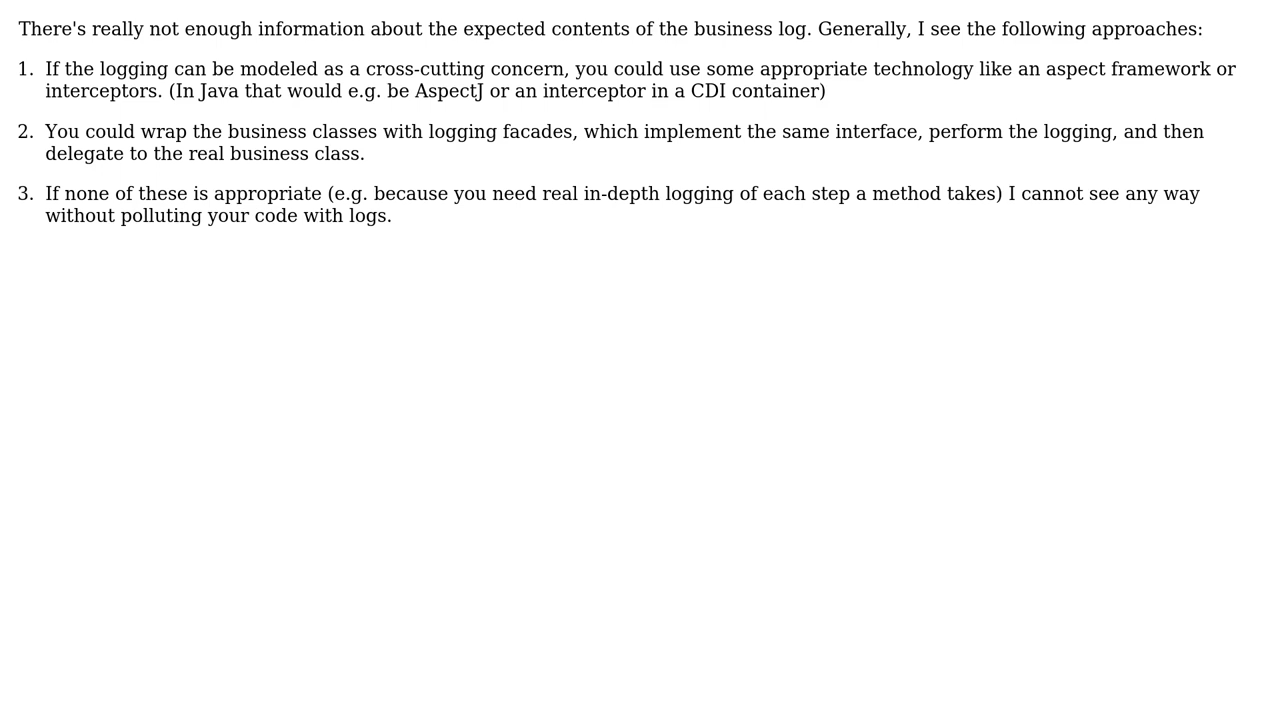 There's really not enough information about the expected contents of the business log. Generally, I see the following approaches:
1. If the logging can be modeled as a cross-cutting concern, you could use some appropriate technology like an aspect framework or
interceptors. (In Java that would e.g. be AspectJ or an interceptor in a CDI container)
2. You could wrap the business classes with logging facades, which implement the same interface, perform the logging, and then
delegate to the real business class.
3. If none of these is appropriate (e.g. because you need real in-depth logging of each step a method takes) I cannot see any way
without polluting your code with logs.